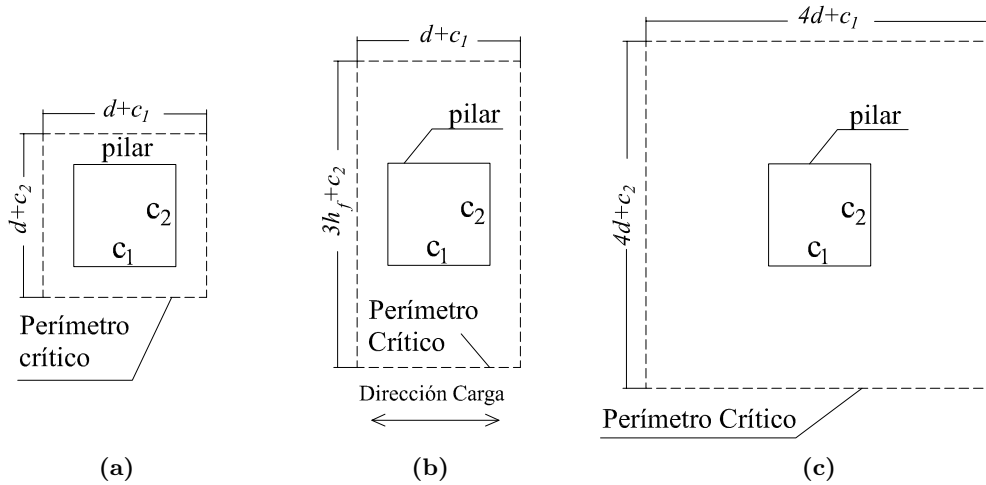 d+c1
d+c2
pilar
c2
c1
Perímetro
crítico
(a)
d+c1
3hf+c2
pilar
c2
c1
Perímetro
Crítico
Dirección Carga
(b)
4d+c1
4d+c2
pilar
c2
c1
Perímetro Crítico
(c)